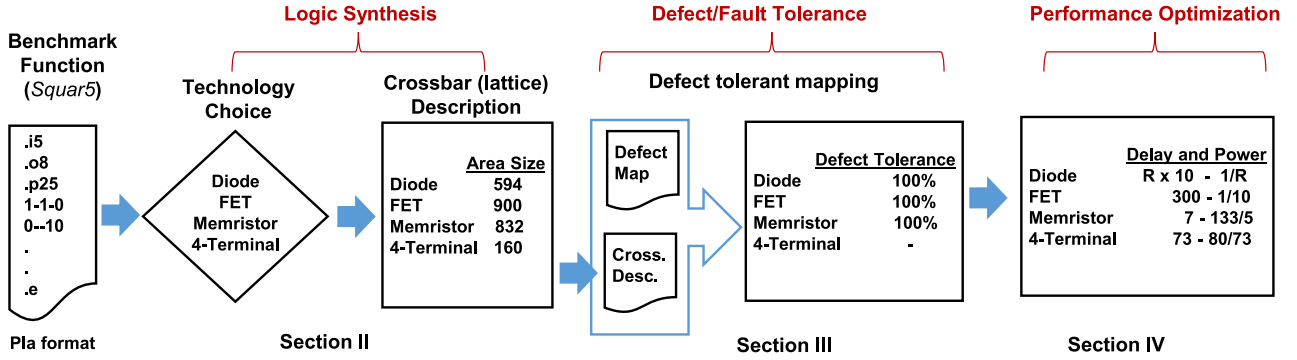 Logic Synthesis
Defect/Fault Tolerance
Performance Optimization
Benchmark
Function
(Squar5)
.i5
.o8
.p25
1-1-0
0--10
.
.
.e
Pla format
Technology
Choice
Diode
FET
Memristor
4-Terminal
Crossbar (lattice)
Description
Area Size
Diode 594
FET 900
Memristor 832
4-Terminal 160
Section II
Defect tolerant mapping
Defect
Map
Cross.
Desc.
Defect Tolerance
Diode 100%
FET 100%
Memristor 100%
4-Terminal -
Section III
Delay and Power
Diode R x 10 - 1/R
FET 300 - 1/10
Memristor 7 - 133/5
4-Terminal 73 - 80/73
Section IV